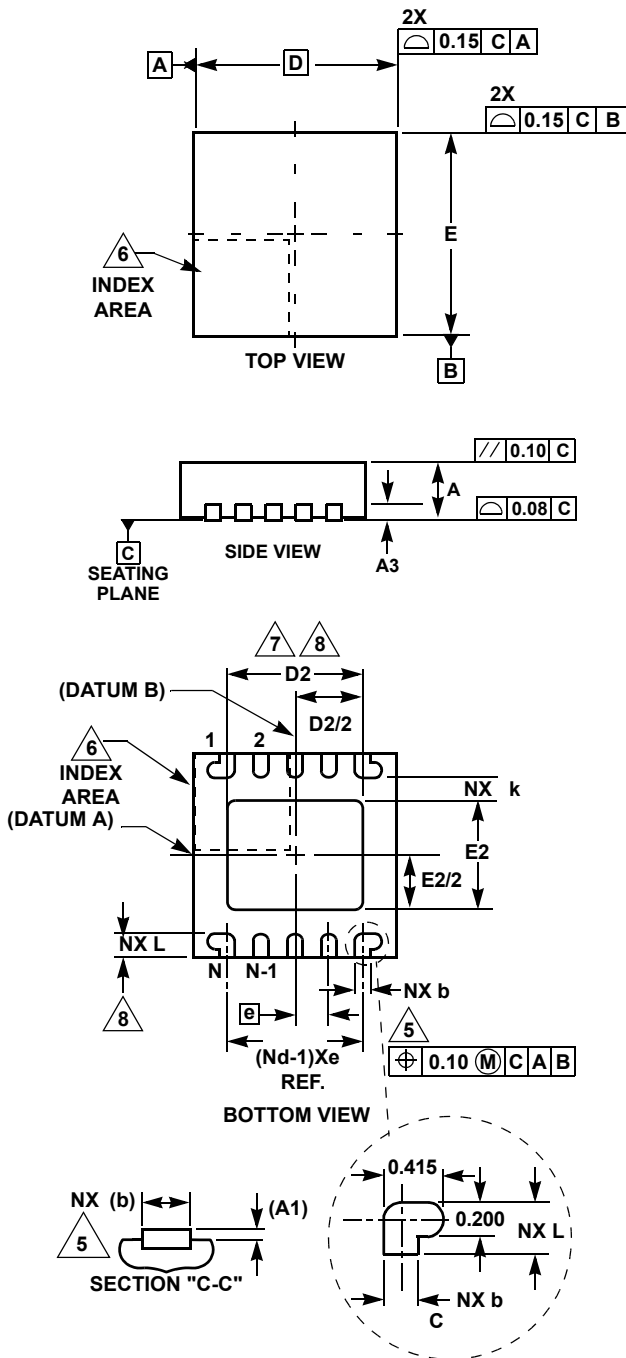 2X
0.15 C A
A
D
2X
0.15 C B
E
6
INDEX
AREA
TOP VIEW
B
// 0.10 C
A
0.08 C
C
SEATING
PLANE
SIDE VIEW
A3
7 8
D2
(DATUM B)
D2/2
1 2
6
INDEX
AREA
(DATUM A)
NX k
E2
E2/2
NX L
N N-1
NX b
8
e
5
(Nd-1)Xe
REF.
0.10 M C A B
BOTTOM VIEW
0.415
NX (b)
(A1)
0.200
NX L
5
SECTION "C-C"
NX b
C